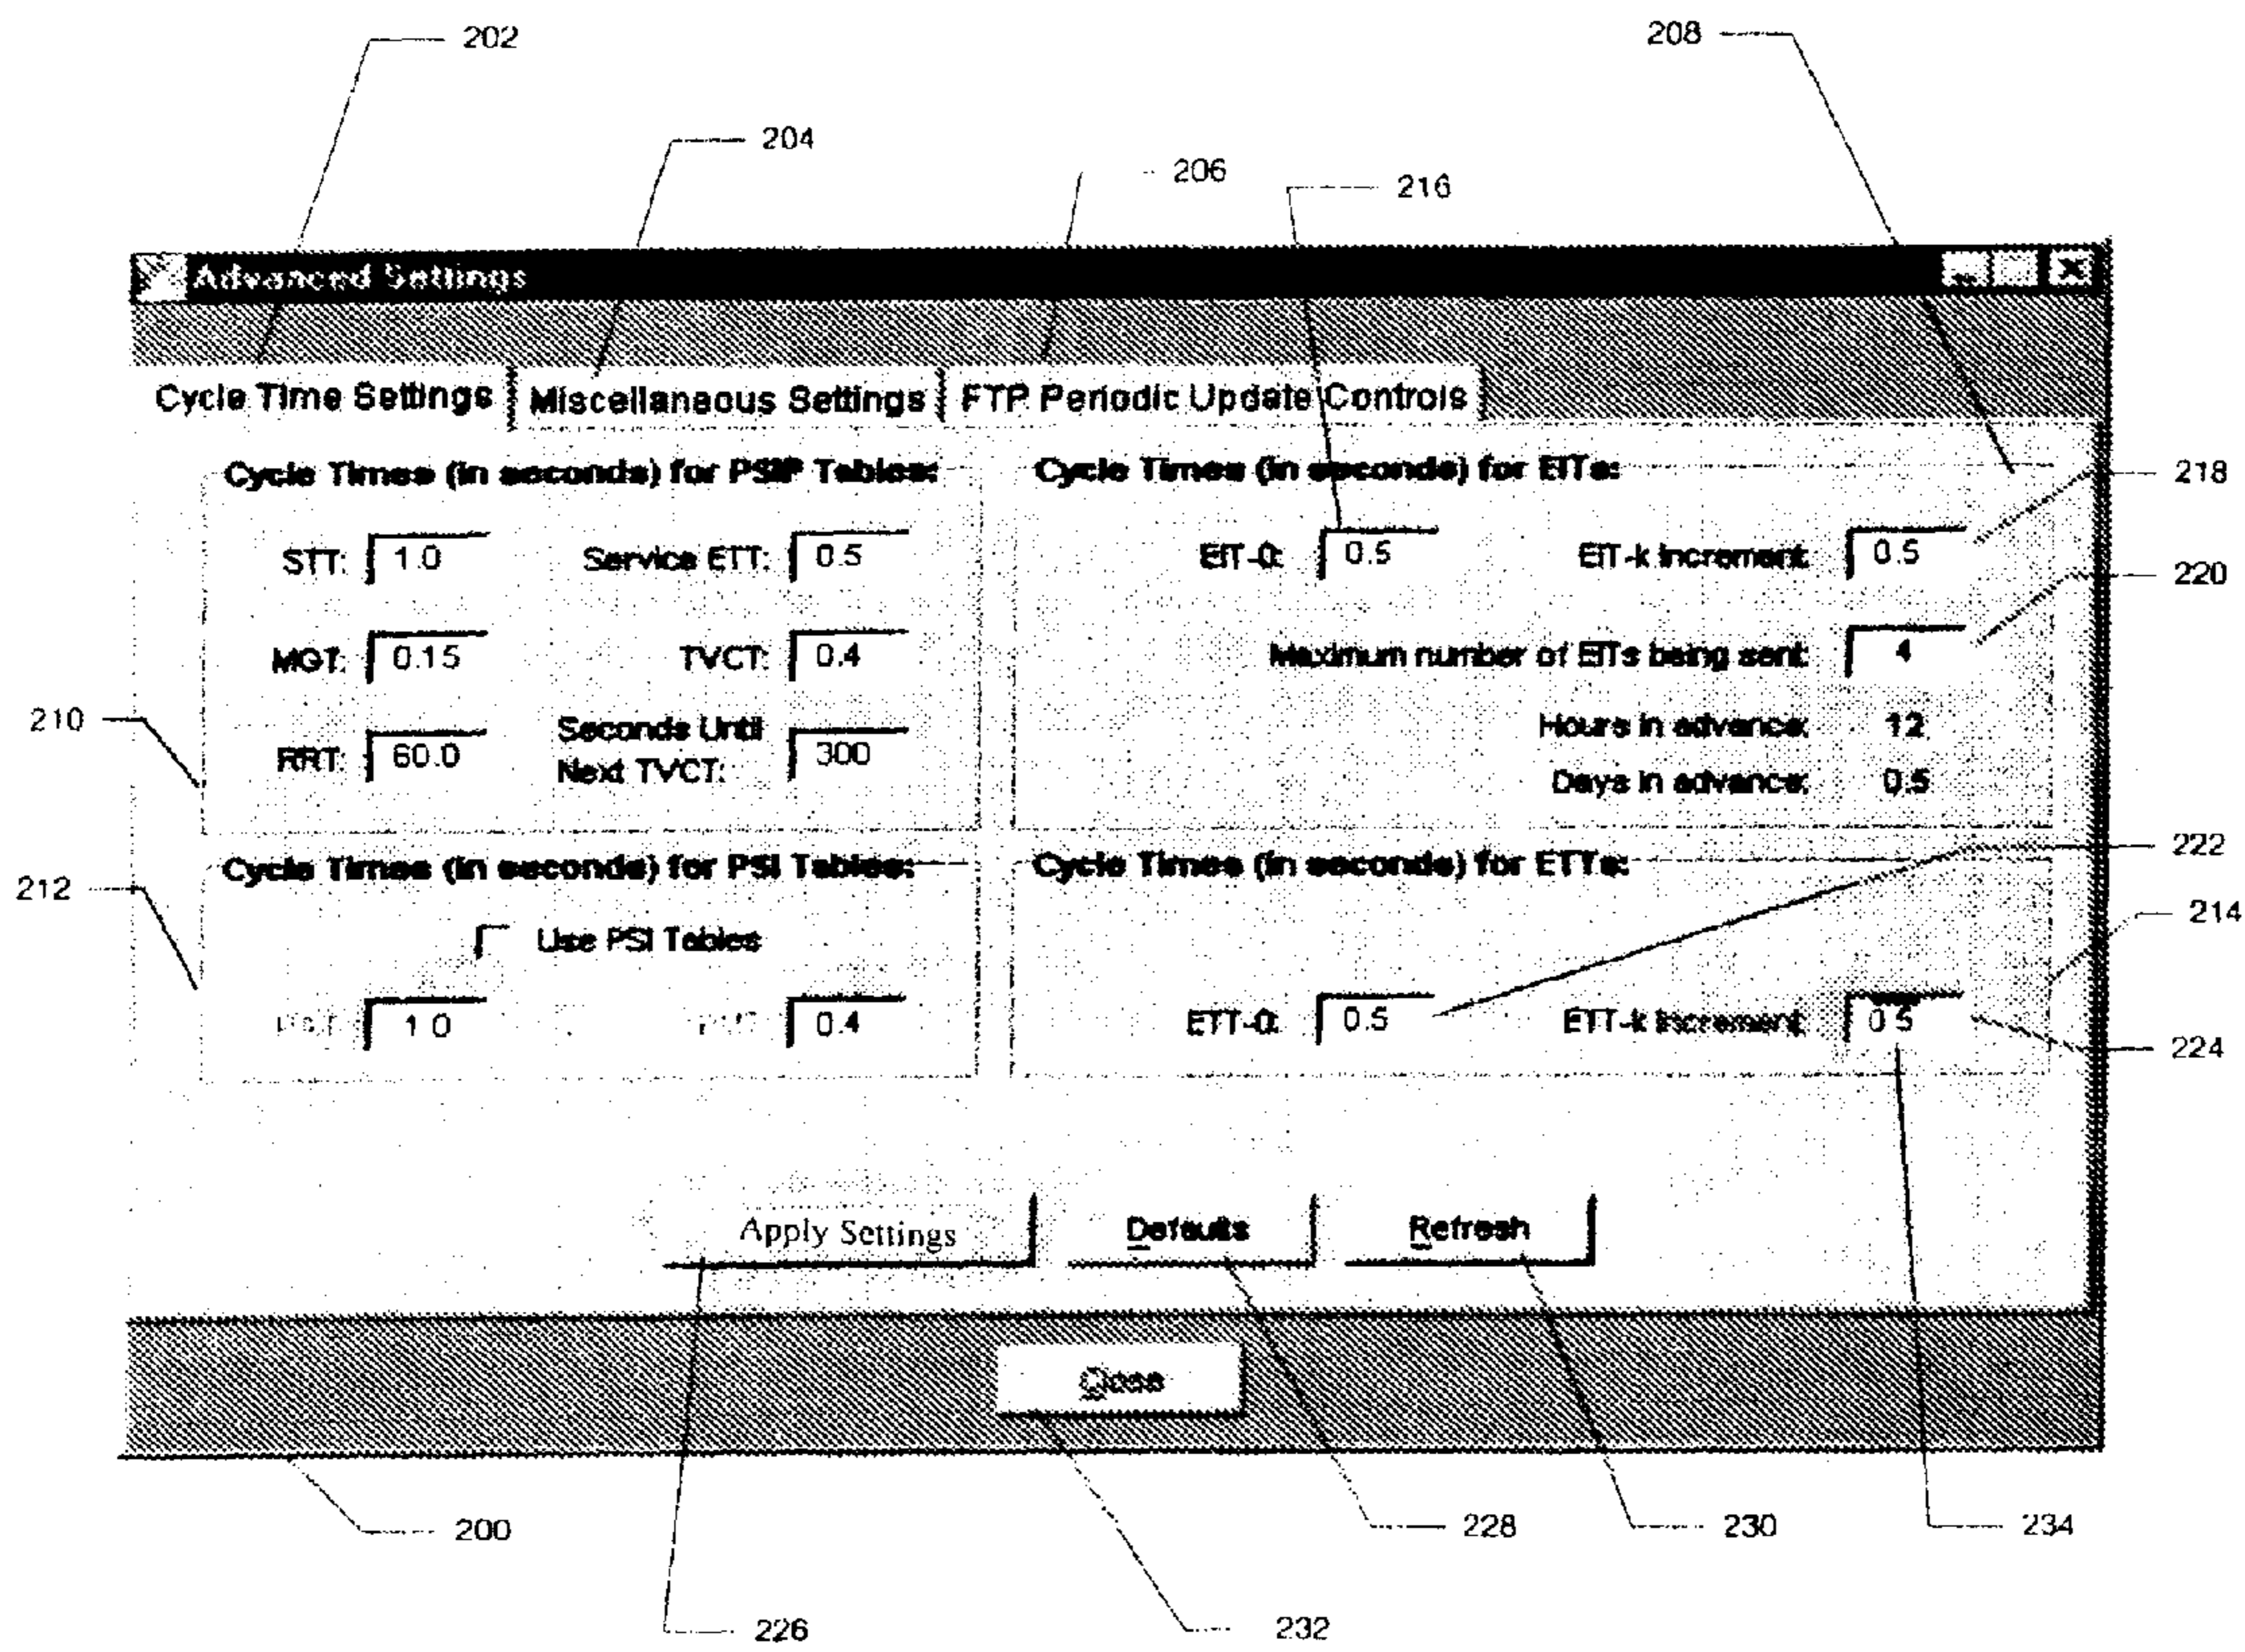 202
208
204
206
216
Advanced Settings
Cycle Time Settings Miscellaneous Settings FTP Periodic Update Controls
Cycle Times (in seconds) for PSIP Tables: Cycle Times (in seconds) for EITs:
218
STT: 1.0 Service ETT: 0.5 EIT-0: 0.5 EIT-k Increment: 0.5
220
MGT: 0.15 TVCT: 0.4 Maximum number of EITs being sent: 4
210
RRT: 60.0 Seconds Until Next TVCT: 300
Hours in advance: 12
Days in advance: 0.5
222
Cycle Times (in seconds) for PSI Tables: Cycle Times (in seconds) for ETTs:
212
214
Use PSI Tables
1.0 0.4 ETT-0: 0.5 ETT-k Increment: 0.5
224
Apply Settings Defaults Refresh
Close
200
228
230
234
226
232